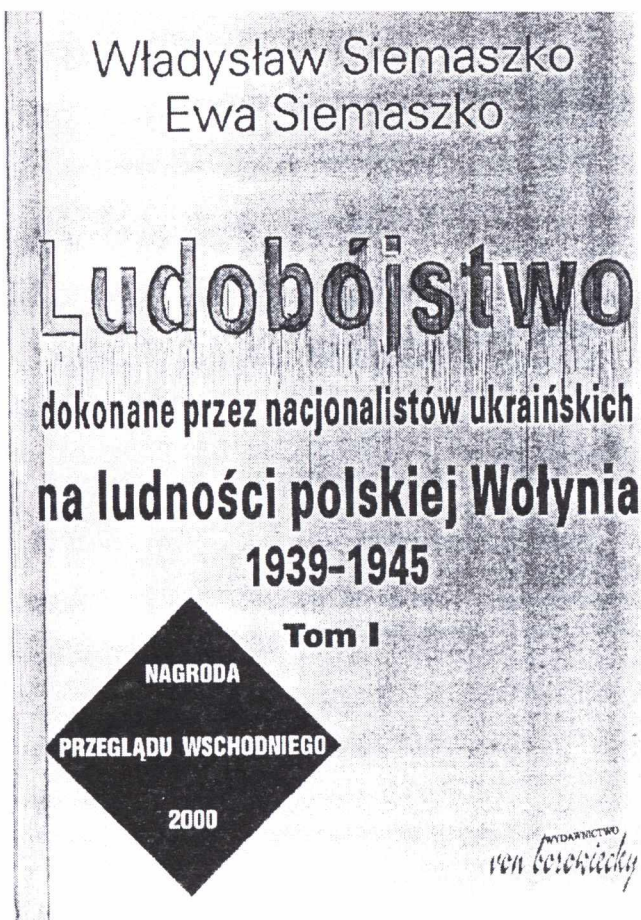 Władysław Siemaszko
Ewa Siemaszko
Ludobójstwo
dokonane przez nacjonalistów ukraińskich
na ludności polskiej Wołynia
1939–1945
Tom I
NAGRODA
PRZEGLĄDU WSCHODNIEGO
2000
WYDAWNICTWO
von borowiecky